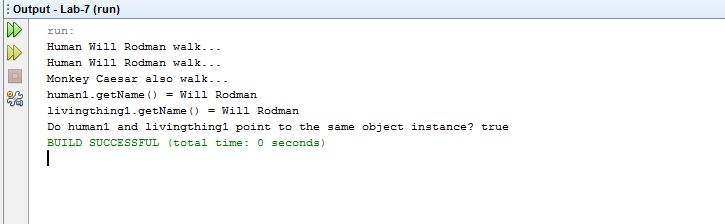 Output - Lab-7 (run)
run:
Human Will Rodman walk...
Human Will Rodman walk...
Monkey Caesar also walk...
human1.getName() = Will Rodman
livingthing1.getName() = Will Rodman
Do human1 and livingthing1 point to the same object instance? true
BUILD SUCCESSFUL (total time: 0 seconds)